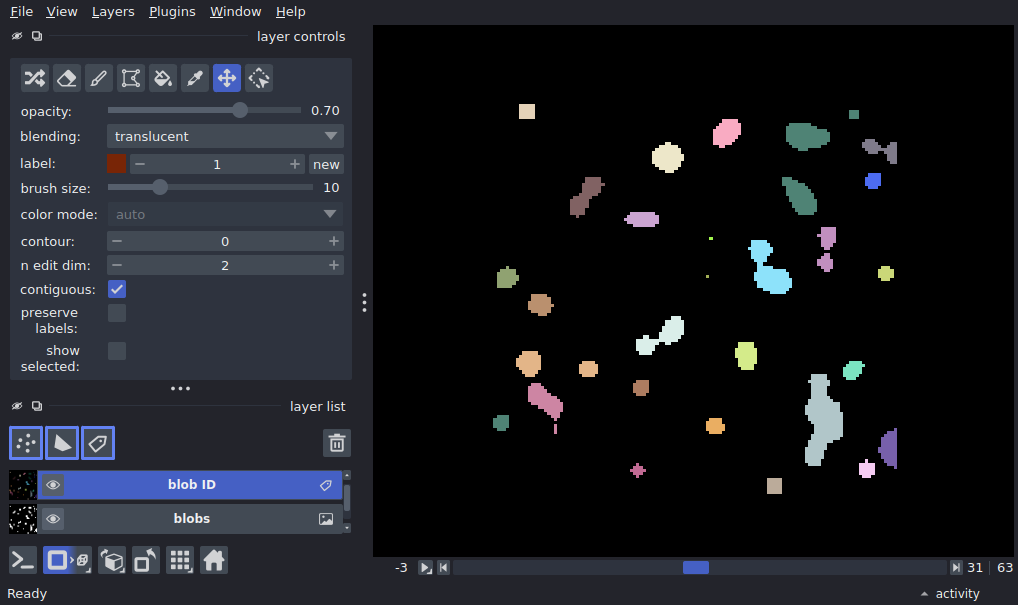 File View Layers Plugins Window Help
layer controls
opacity: 0.70
blending: translucent
label: 1 new
brush size: 10
color mode: auto
contour: 0
n edit dim: 2
contiguous:
preserve
labels:
show
selected:
layer list
blob ID
blobs
-3 31 63
Ready activity